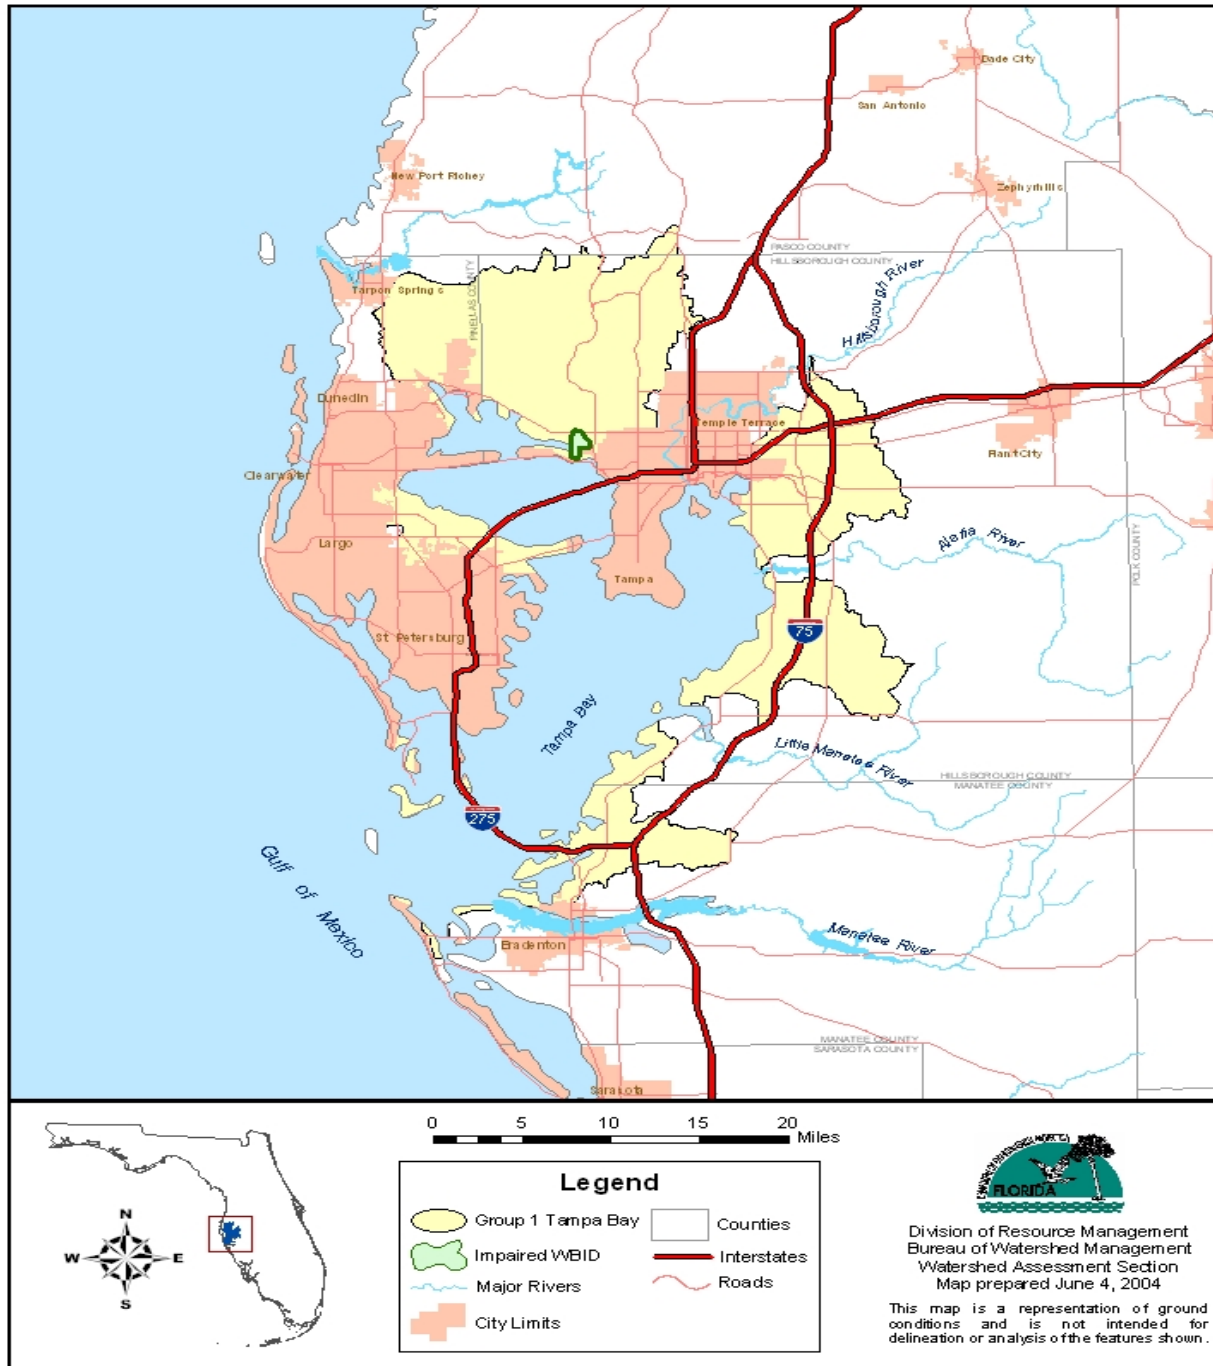 Dade City
San Antonio
New Port Richey
Zephyrhills
PASCO COUNTY
HILLSBOROUGH COUNTY
Hillsborough River
Tarpon Springs
PINELLAS COUNTY
Dunedin
Temple Terrace
Plant City
Clearwater
Largo
Alafia River
POLK COUNTY
Tampa
75
St Petersburg
Tampa Bay
Little Manatee River
HILLSBOROUGH COUNTY
MANATEE COUNTY
275
Gulf of Mexico
Manatee River
Bradenton
MANATEE COUNTY
SARASOTA COUNTY
Sarasota
0 5 10 15 20 Miles
Legend
Group 1 Tampa Bay
Impaired WBID
Major Rivers
City Limits
Counties
Interstates
Roads
N
W E
S
FLORIDA
Division of Resource Management
Bureau of Watershed Management
Watershed Assessment Section
Map prepared June 4, 2004
This map is a representation of ground
conditions and is not intended for
delineation or analysis of the features shown.